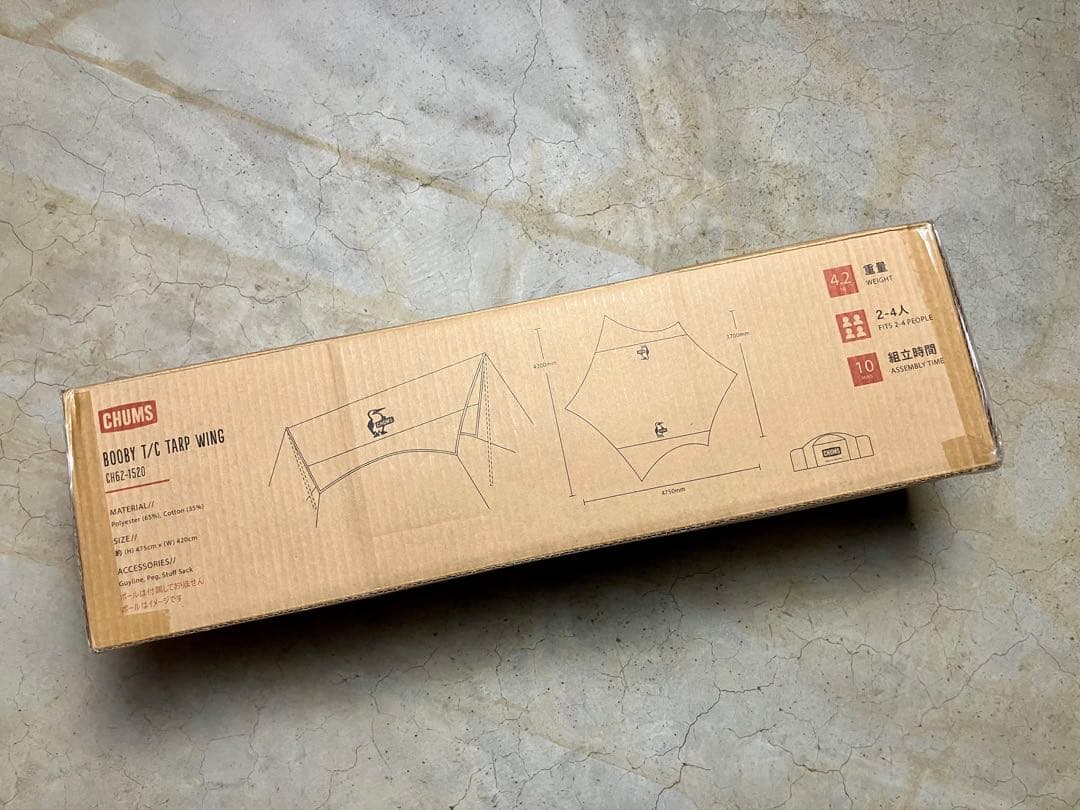 CHUMS
BOOBY T/C TARP WING
CH62-1520
MATERIAL//
Polyester (65%), Cotton (35%)
SIZE//
約 (H) 475cm x (W) 420cm
ACCESSORIES//
Guyline, Peg, Stuff Sack
ポールは付属しておりません
ポールはイメージです
CHUMS
4200mm
3700mm
4750mm
CHUMS
4.2
重量
WEIGHT
2-4人
FITS 2-4 PEOPLE
10
組立時間
ASSEMBLY TIME